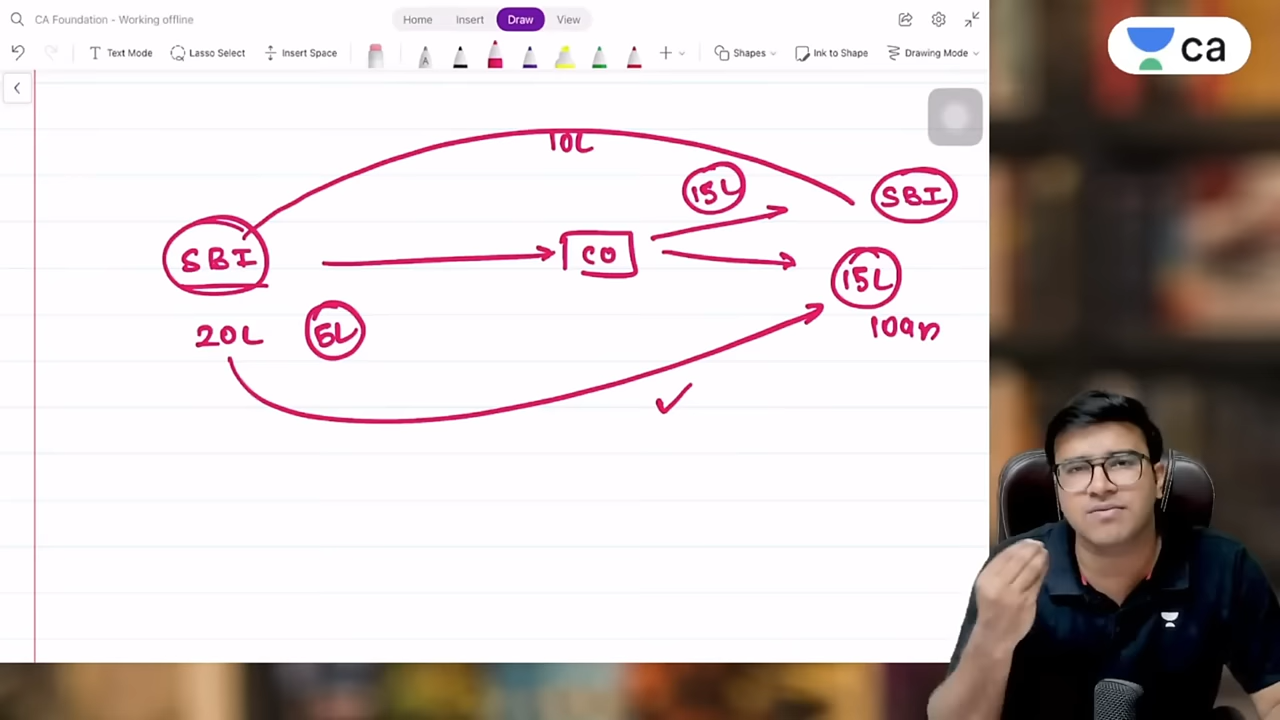 CA Foundation - Working offline
Home Insert Draw View
Text Mode Lasso Select Insert Space Shapes Ink to Shape Drawing Mode
ca
10L
15L
SBI
SBI
CO
15L
20L
5L
loan